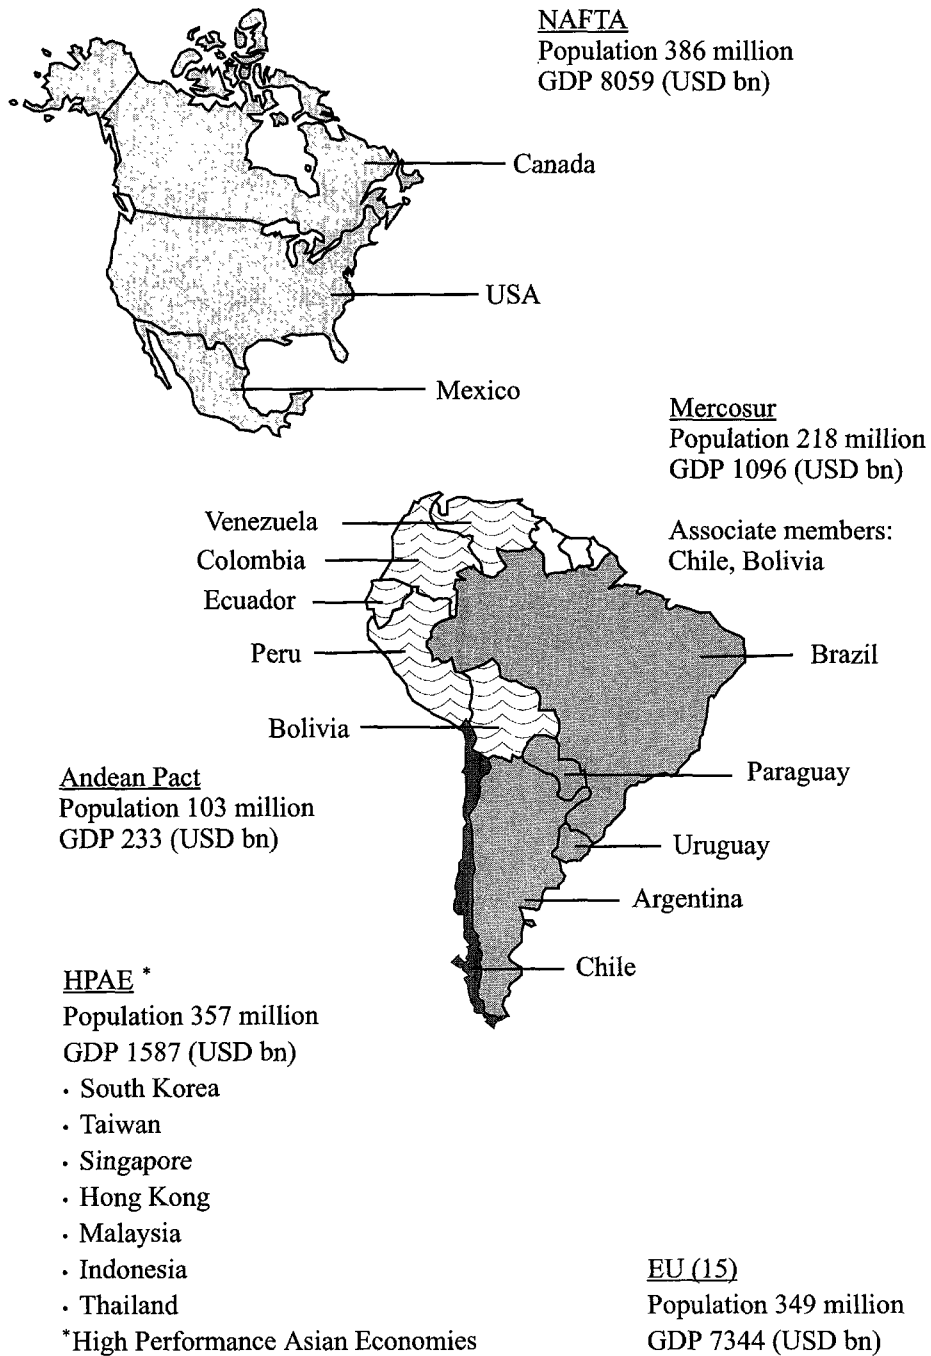 NAFTA
Population 386 million
GDP 8059 (USD bn)
Canada
USA
Mexico
Mercosur
Population 218 million
GDP 1096 (USD bn)
Associate members:
Chile, Bolivia
Venezuela
Colombia
Ecuador
Peru
Bolivia
Brazil
Paraguay
Uruguay
Argentina
Chile
Andean Pact
Population 103 million
GDP 233 (USD bn)
HPAE *
Population 357 million
GDP 1587 (USD bn)
· South Korea
· Taiwan
· Singapore
· Hong Kong
· Malaysia
· Indonesia
· Thailand
*High Performance Asian Economies
EU (15)
Population 349 million
GDP 7344 (USD bn)